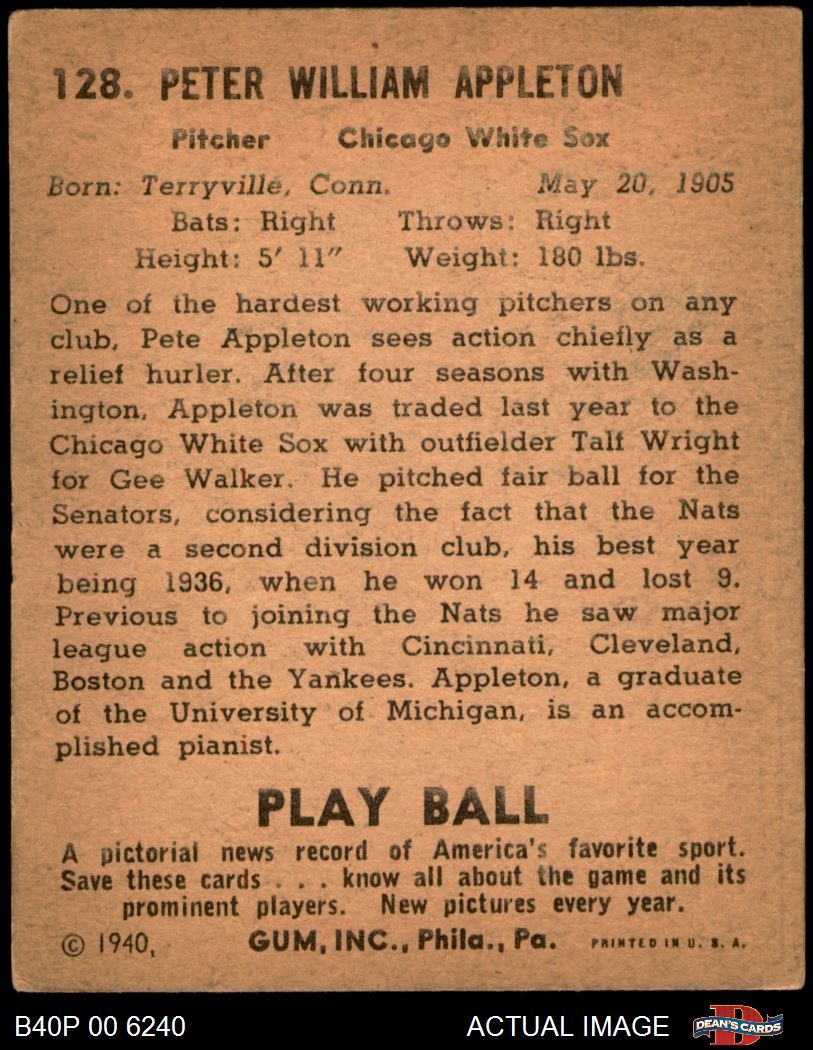 128. PETER WILLIAM APPLETON
Pitcher Chicago White Sox
Born: Terryville, Conn. May 20, 1905
Bats: Right Throws: Right
Height: 5' 11" Weight: 180 lbs.
One of the hardest working pitchers on any
club, Pete Appleton sees action chiefly as a
relief hurler. After four seasons with Wash-
ington, Appleton was traded last year to the
Chicago White Sox with outfielder Talf Wright
for Gee Walker. He pitched fair ball for the
Senators, considering the fact that the Nats
were a second division club, his best year
being 1936, when he won 14 and lost 9.
Previous to joining the Nats he saw major
league action with Cincinnati, Cleveland,
Boston and the Yankees. Appleton, a graduate
of the University of Michigan, is an accom-
plished pianist.
PLAY BALL
A pictorial news record of America's favorite sport.
Save these cards . . . know all about the game and its
prominent players. New pictures every year.
© 1940, GUM, INC., Phila., Pa. PRINTED IN U. S. A.
B40P 00 6240 ACTUAL IMAGE D DEAN'S CARDS